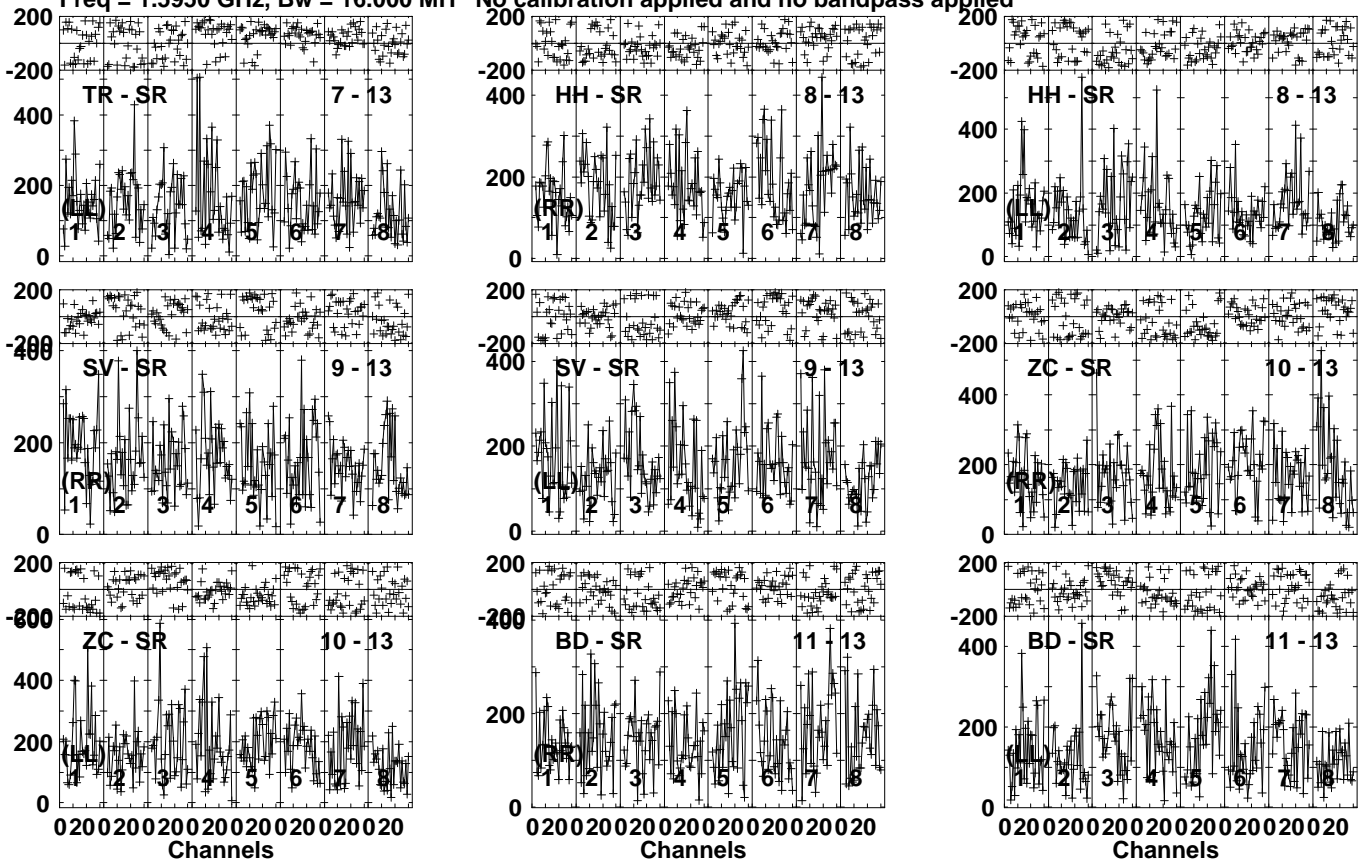 Freq = 1.5950 GHz, Bw = 16.000 MH No calibration applied and no bandpass applied
200 200 200
-200 -200 -200
TR - SR 7 - 13 HH - SR 8 - 13 HH - SR 8 - 13
400 400 400
200 200 200
(LL) (RR) (LL)
1 2 3 4 5 6 7 8 1 2 3 4 5 6 7 8 1 2 3 4 5 6 7 8
0 0 0
200 200 200
-200 -200 -200
400
SV - SR 9 - 13 SV - SR 9 - 13 ZC - SR 10 - 13
400 400
200 200 200
(RR) (LL) (RR)
1 2 3 4 5 6 7 8 1 2 3 4 5 6 7 8 1 2 3 4 5 6 7 8
0 0 0
200 200 200
-200 -200 -200
600 400
ZC - SR 10 - 13 BD - SR 11 - 13 BD - SR 11 - 13
400 400
200 200 200
(LL) (RR) (LL)
1 2 3 4 5 6 7 8 1 2 3 4 5 6 7 8 1 2 3 4 5 6 7 8
0 0 0
0 20 0 20 0 20 0 20 0 20 0 20 0 20 0 20 0 20 0 20 0 20 0 20 0 20 0 20 0 20 0 20 0 20 0 20 0 20 0 20 0 20 0 20 0 20 0 20
Channels Channels Channels